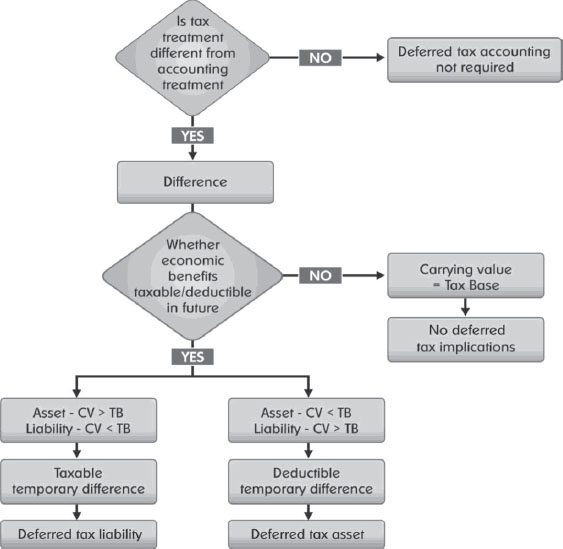 Is tax
treatment
different from
accounting
treatment
NO
Deferred tax accounting
not required
YES
Difference
Whether
economic
benefits
taxable/deductible
in future
NO
Carrying value
= Tax Base
No deferred
tax implications
YES
Asset - CV > TB
Liability - CV < TB
Asset - CV < TB
Liability - CV > TB
Taxable
temporary difference
Deductible
temporary difference
Deferred tax liability
Deferred tax asset